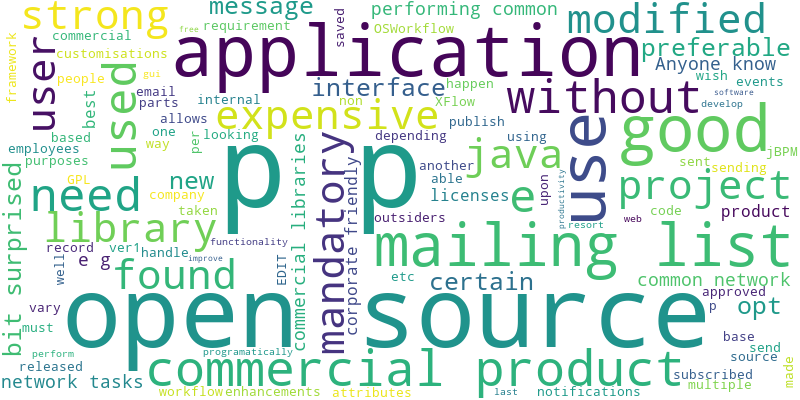 strong message performing common modified
requirement OSWorkflow
free saved
commercial
customisations
framework people gui
application preferable
Anyone know
user used best email parts internal allows
interface without wish events
software develop
expensive non happen XFlow
publish
based one way per looking depending using
employees purposes
mandatory corporate friendly
p p java use good
jBPM
sent sending
GPL need new company
another able licenses e upon productivity project
bit surprised library taken outsiders code product
record ver1 handle functionality
commercial libraries
e g well improve EDIT
mailing list
resort web
found etc certain common network
vary open source approved p opt
must base
released perform programatically send source
network tasks commercial product subscribed multiple made
workflow enhancements attributes last notifications